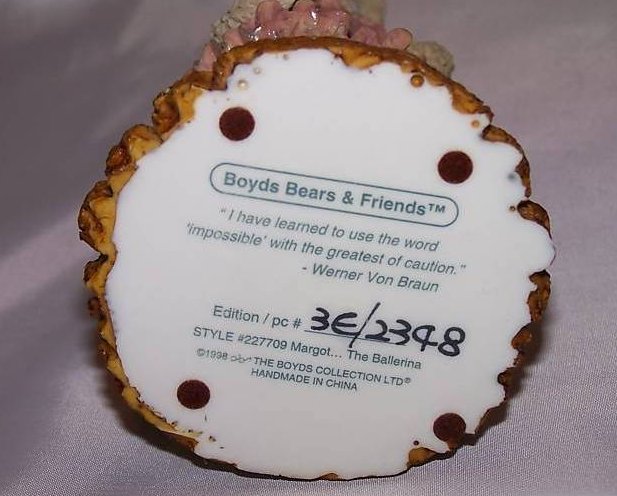 Boyds Bears & Friends™
"I have learned to use the word
'impossible' with the greatest of caution."
- Werner Von Braun
Edition / pc # 3E/2348
STYLE #227709 Margot... The Ballerina
©1998 THE BOYDS COLLECTION LTD®
HANDMADE IN CHINA